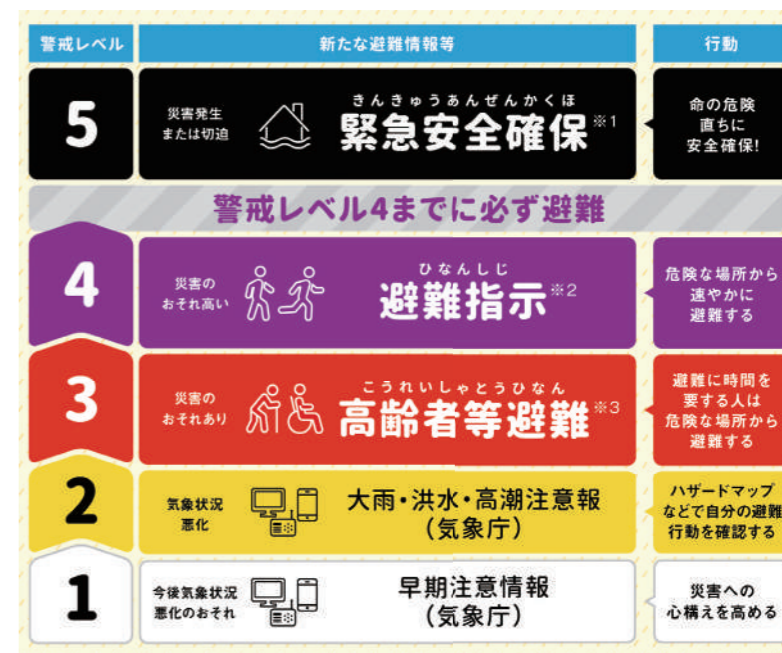 警戒レベル
新たな避難情報等
行動
5
災害発生
または切迫
きんきゅうあんぜんかくほ
緊急安全確保※1
命の危険
直ちに
安全確保!
警戒レベル4までに必ず避難
4
災害の
おそれ高い
ひなんしじ
避難指示※2
危険な場所から
速やかに
避難する
3
災害の
おそれあり
こうれいしゃとうひなん
高齢者等避難※3
避難に時間を
要する人は
危険な場所から
避難する
2
気象状況
悪化
大雨・洪水・高潮注意報
(気象庁)
ハザードマップ
などで自分の避難
行動を確認する
1
今後気象状況
悪化のおそれ
早期注意情報
(気象庁)
災害への
心構えを高める